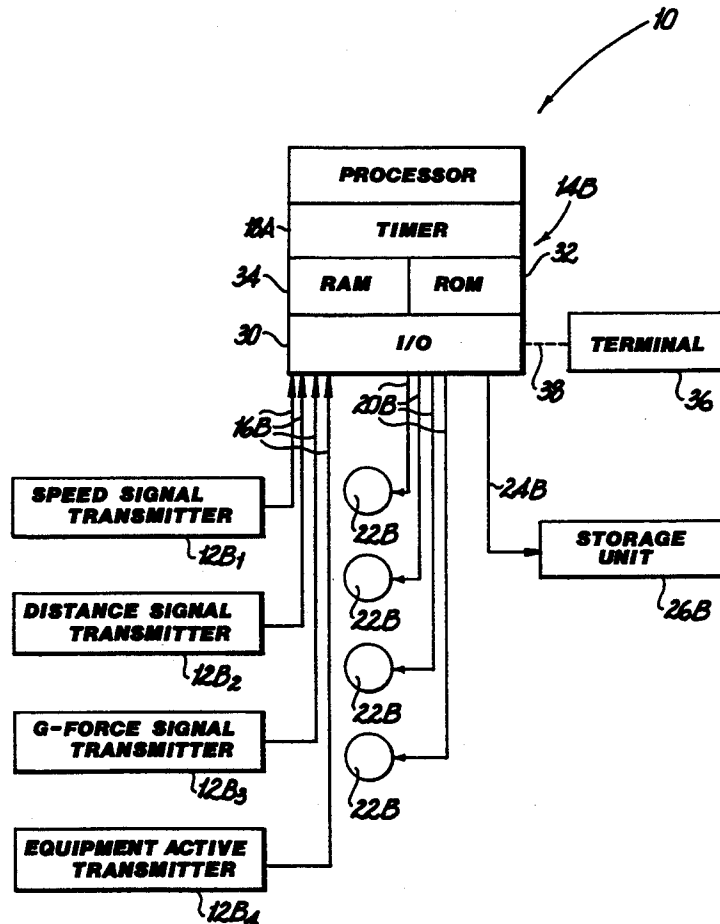 10
PROCESSOR
14B
18A
TIMER
32
34
RAM
ROM
30
I/O
38
TERMINAL
36
16B
20B
24B
SPEED SIGNAL
TRANSMITTER
12B1
22B
STORAGE
UNIT
26B
DISTANCE SIGNAL
TRANSMITTER
12B2
22B
G-FORCE SIGNAL
TRANSMITTER
12B3
22B
22B
EQUIPMENT ACTIVE
TRANSMITTER
12B4